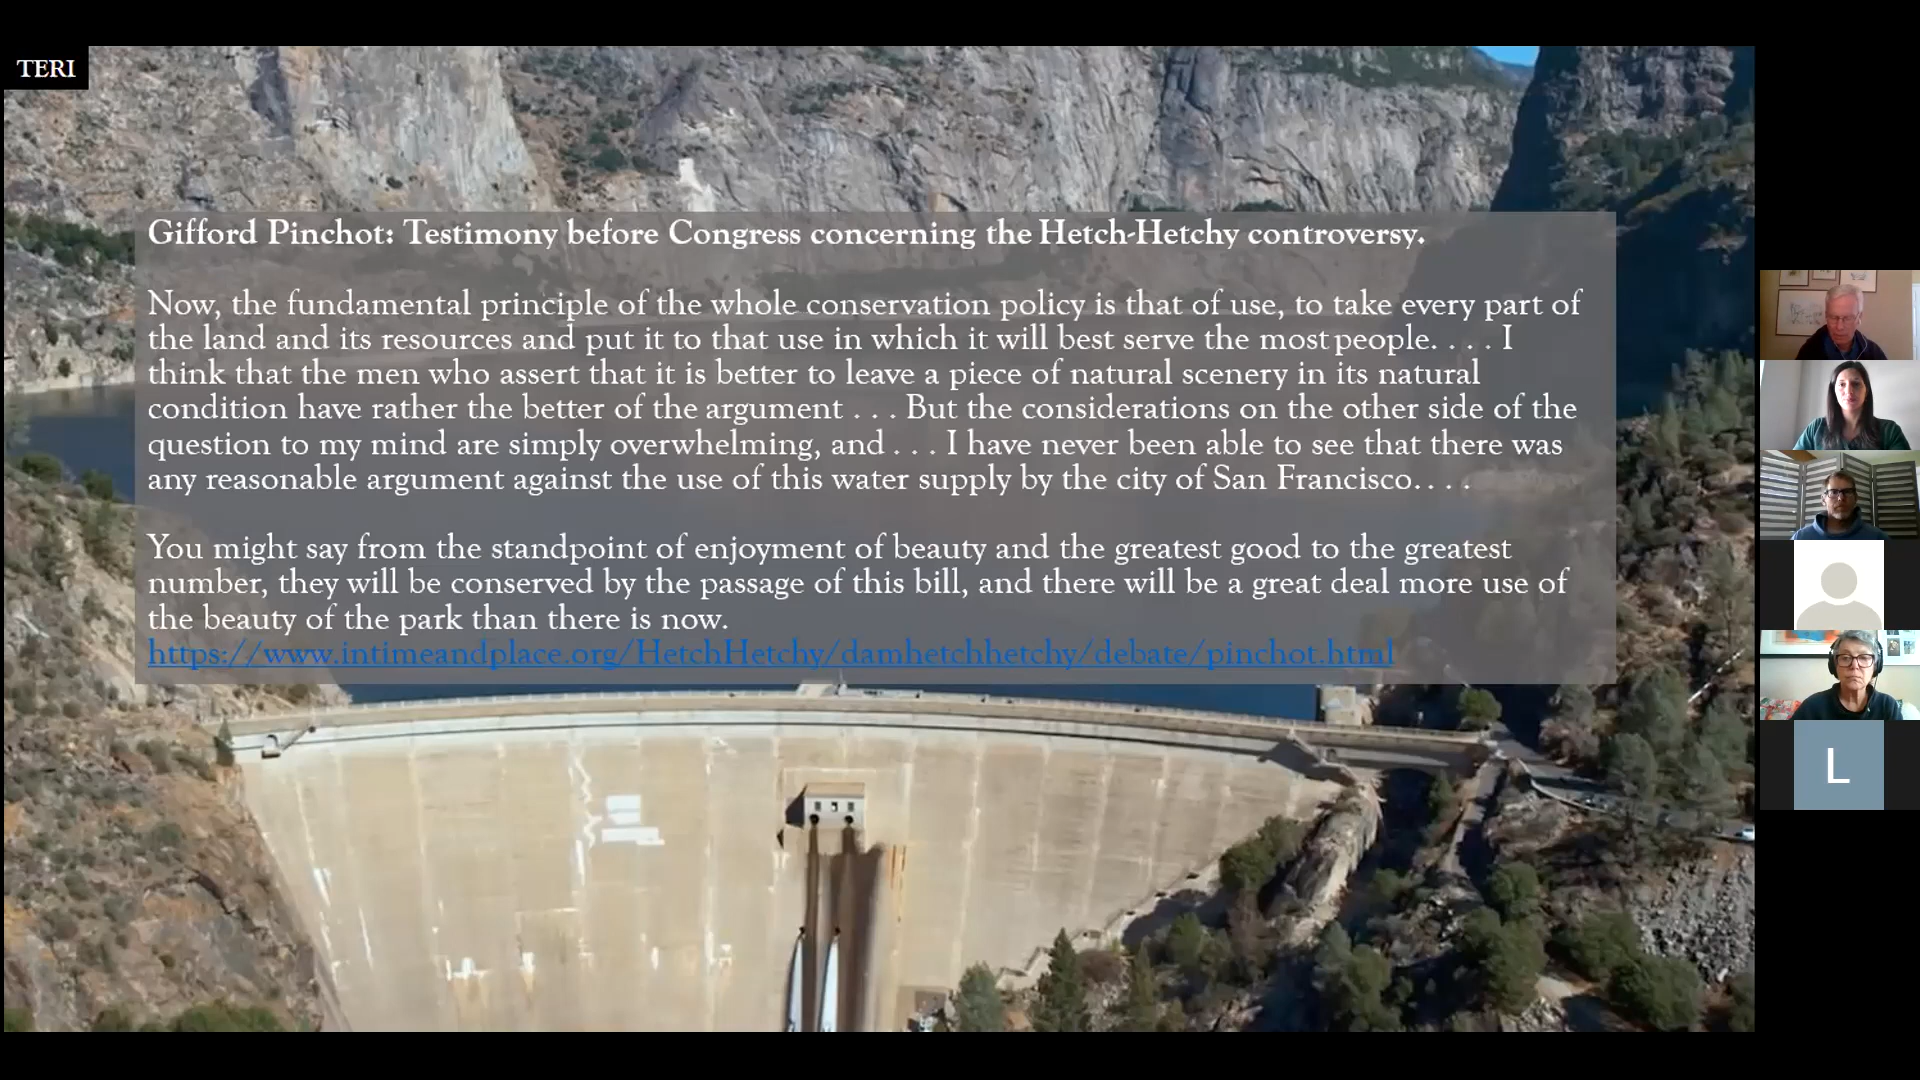 TERI
Gifford Pinchot: Testimony before Congress concerning the Hetch-Hetchy controversy.
Now, the fundamental principle of the whole conservation policy is that of use, to take every part of
the land and its resources and put it to that use in which it will best serve the most people. . . . I
think that the men who assert that it is better to leave a piece of natural scenery in its natural
condition have rather the better of the argument . . . But the considerations on the other side of the
question to my mind are simply overwhelming, and . . . I have never been able to see that there was
any reasonable argument against the use of this water supply by the city of San Francisco. . . .
You might say from the standpoint of enjoyment of beauty and the greatest good to the greatest
number, they will be conserved by the passage of this bill, and there will be a great deal more use of
the beauty of the park than there is now.
https://www.intimeandplace.org/HetchHetchy/damhetchhetchy/debate/pinchot.html
L